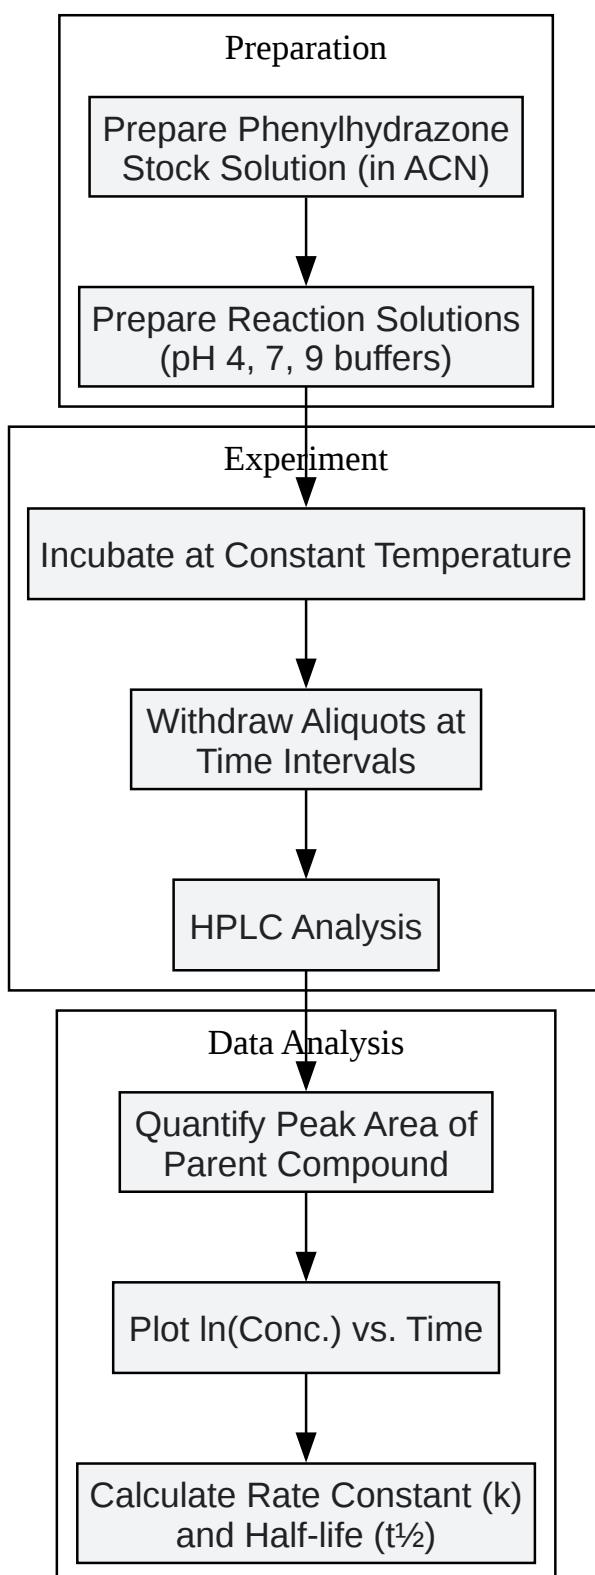 Preparation
Prepare Phenylhydrazone
Stock Solution (in ACN)
Prepare Reaction Solutions
(pH 4, 7, 9 buffers)
Experiment
Incubate at Constant Temperature
Withdraw Aliquots at
Time Intervals
HPLC Analysis
Data Analysis
Quantify Peak Area of
Parent Compound
Plot ln(Conc.) vs. Time
Calculate Rate Constant (k)
and Half-life (t½)